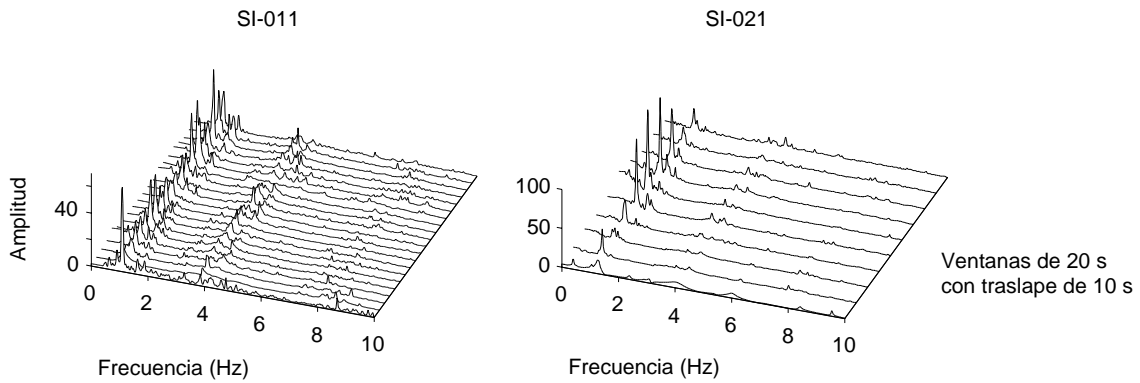 SI-011
SI-021
Amplitud
40
0
0
2
4
6
8
10
Frecuencia (Hz)
100
50
0
0
2
4
6
8
10
Frecuencia (Hz)
Ventanas de 20 s
con traslape de 10 s